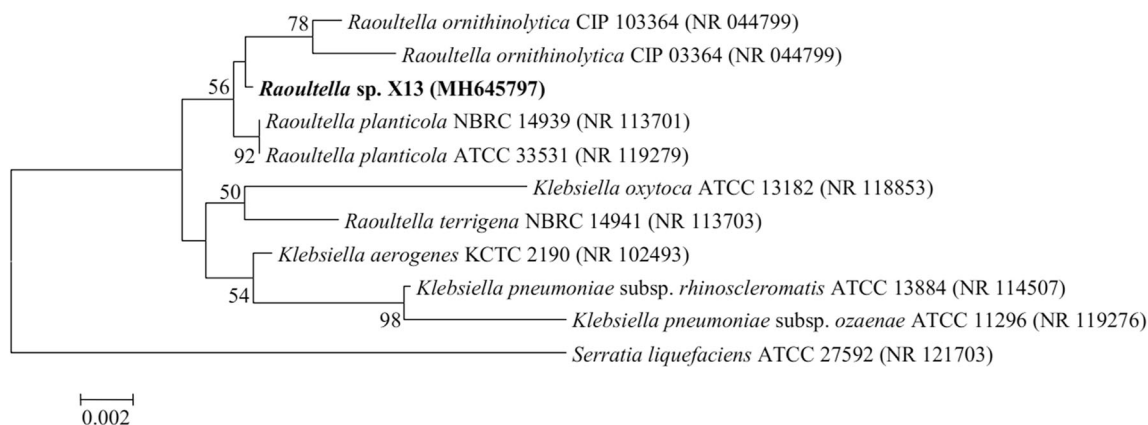 78
Raoultella ornithinolytica CIP 103364 (NR 044799)
Raoultella ornithinolytica CIP 03364 (NR 044799)
56
Raoultella sp. X13 (MH645797)
Raoultella planticola NBRC 14939 (NR 113701)
92
Raoultella planticola ATCC 33531 (NR 119279)
50
Klebsiella oxytoca ATCC 13182 (NR 118853)
Raoultella terrigena NBRC 14941 (NR 113703)
Klebsiella aerogenes KCTC 2190 (NR 102493)
54
Klebsiella pneumoniae subsp. rhinoscleromatis ATCC 13884 (NR 114507)
98
Klebsiella pneumoniae subsp. ozaenae ATCC 11296 (NR 119276)
Serratia liquefaciens ATCC 27592 (NR 121703)
0.002